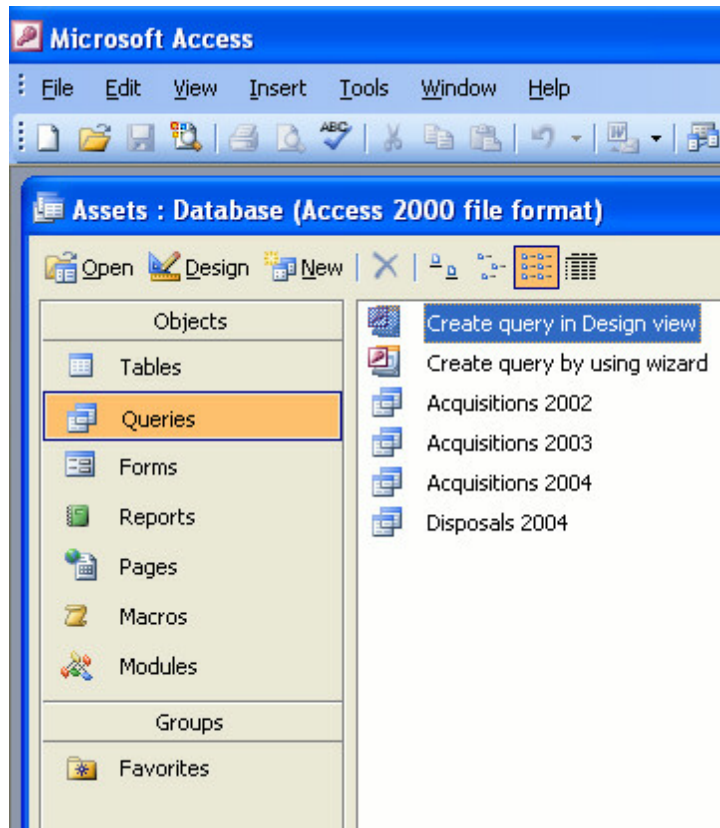 Microsoft Access
File Edit View Insert Tools Window Help
ABC
W
Assets : Database (Access 2000 file format)
Open Design New
Objects
Tables
Queries
Forms
Reports
Pages
Macros
Modules
Groups
Favorites
Create query in Design view
Create query by using wizard
Acquisitions 2002
Acquisitions 2003
Acquisitions 2004
Disposals 2004